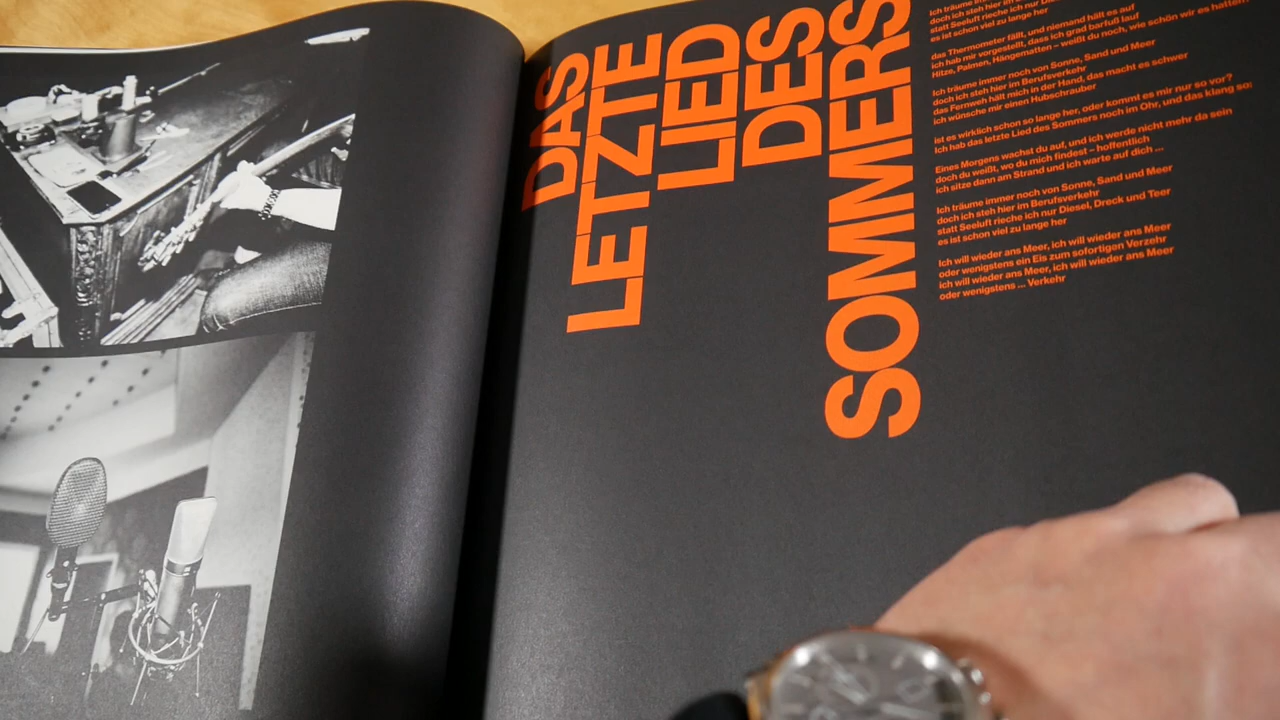 DAS
LETZTE
LIED
DES
SOMMERS
Ich träume
doch ich steh hier im
statt Seeluft rieche ich nur
es ist schon viel zu lange her
das Thermometer fällt, und niemand hält es auf
ich hab mir vorgestellt, dass ich grad barfuß lauf
Hitze, Palmen, Hängematten – weißt du noch, wie schön wir es hatten
Ich träume immer noch von Sonne, Sand und Meer
doch ich steh hier im Berufsverkehr
das Fernweh hält mich in der Hand, das macht es schwer
ich wünsche mir einen Hubschrauber
Ist es wirklich schon so lange her, oder kommt es mir nur so vor?
Ich hab das letzte Lied des Sommers noch im Ohr, und das klang so:
Eines Morgens wachst du auf, und ich werde nicht mehr da sein
doch du weißt, wo du mich findest – hoffentlich
ich sitze dann am Strand und ich warte auf dich ...
Ich träume immer noch von Sonne, Sand und Meer
doch ich steh hier im Berufsverkehr
statt Seeluft rieche ich nur Diesel, Dreck und Teer
es ist schon viel zu lange her
Ich will wieder ans Meer, ich will wieder ans Meer
oder wenigstens ein Eis zum sofortigen Verzehr
ich will wieder ans Meer, ich will wieder ans Meer
oder wenigstens ... Verkehr